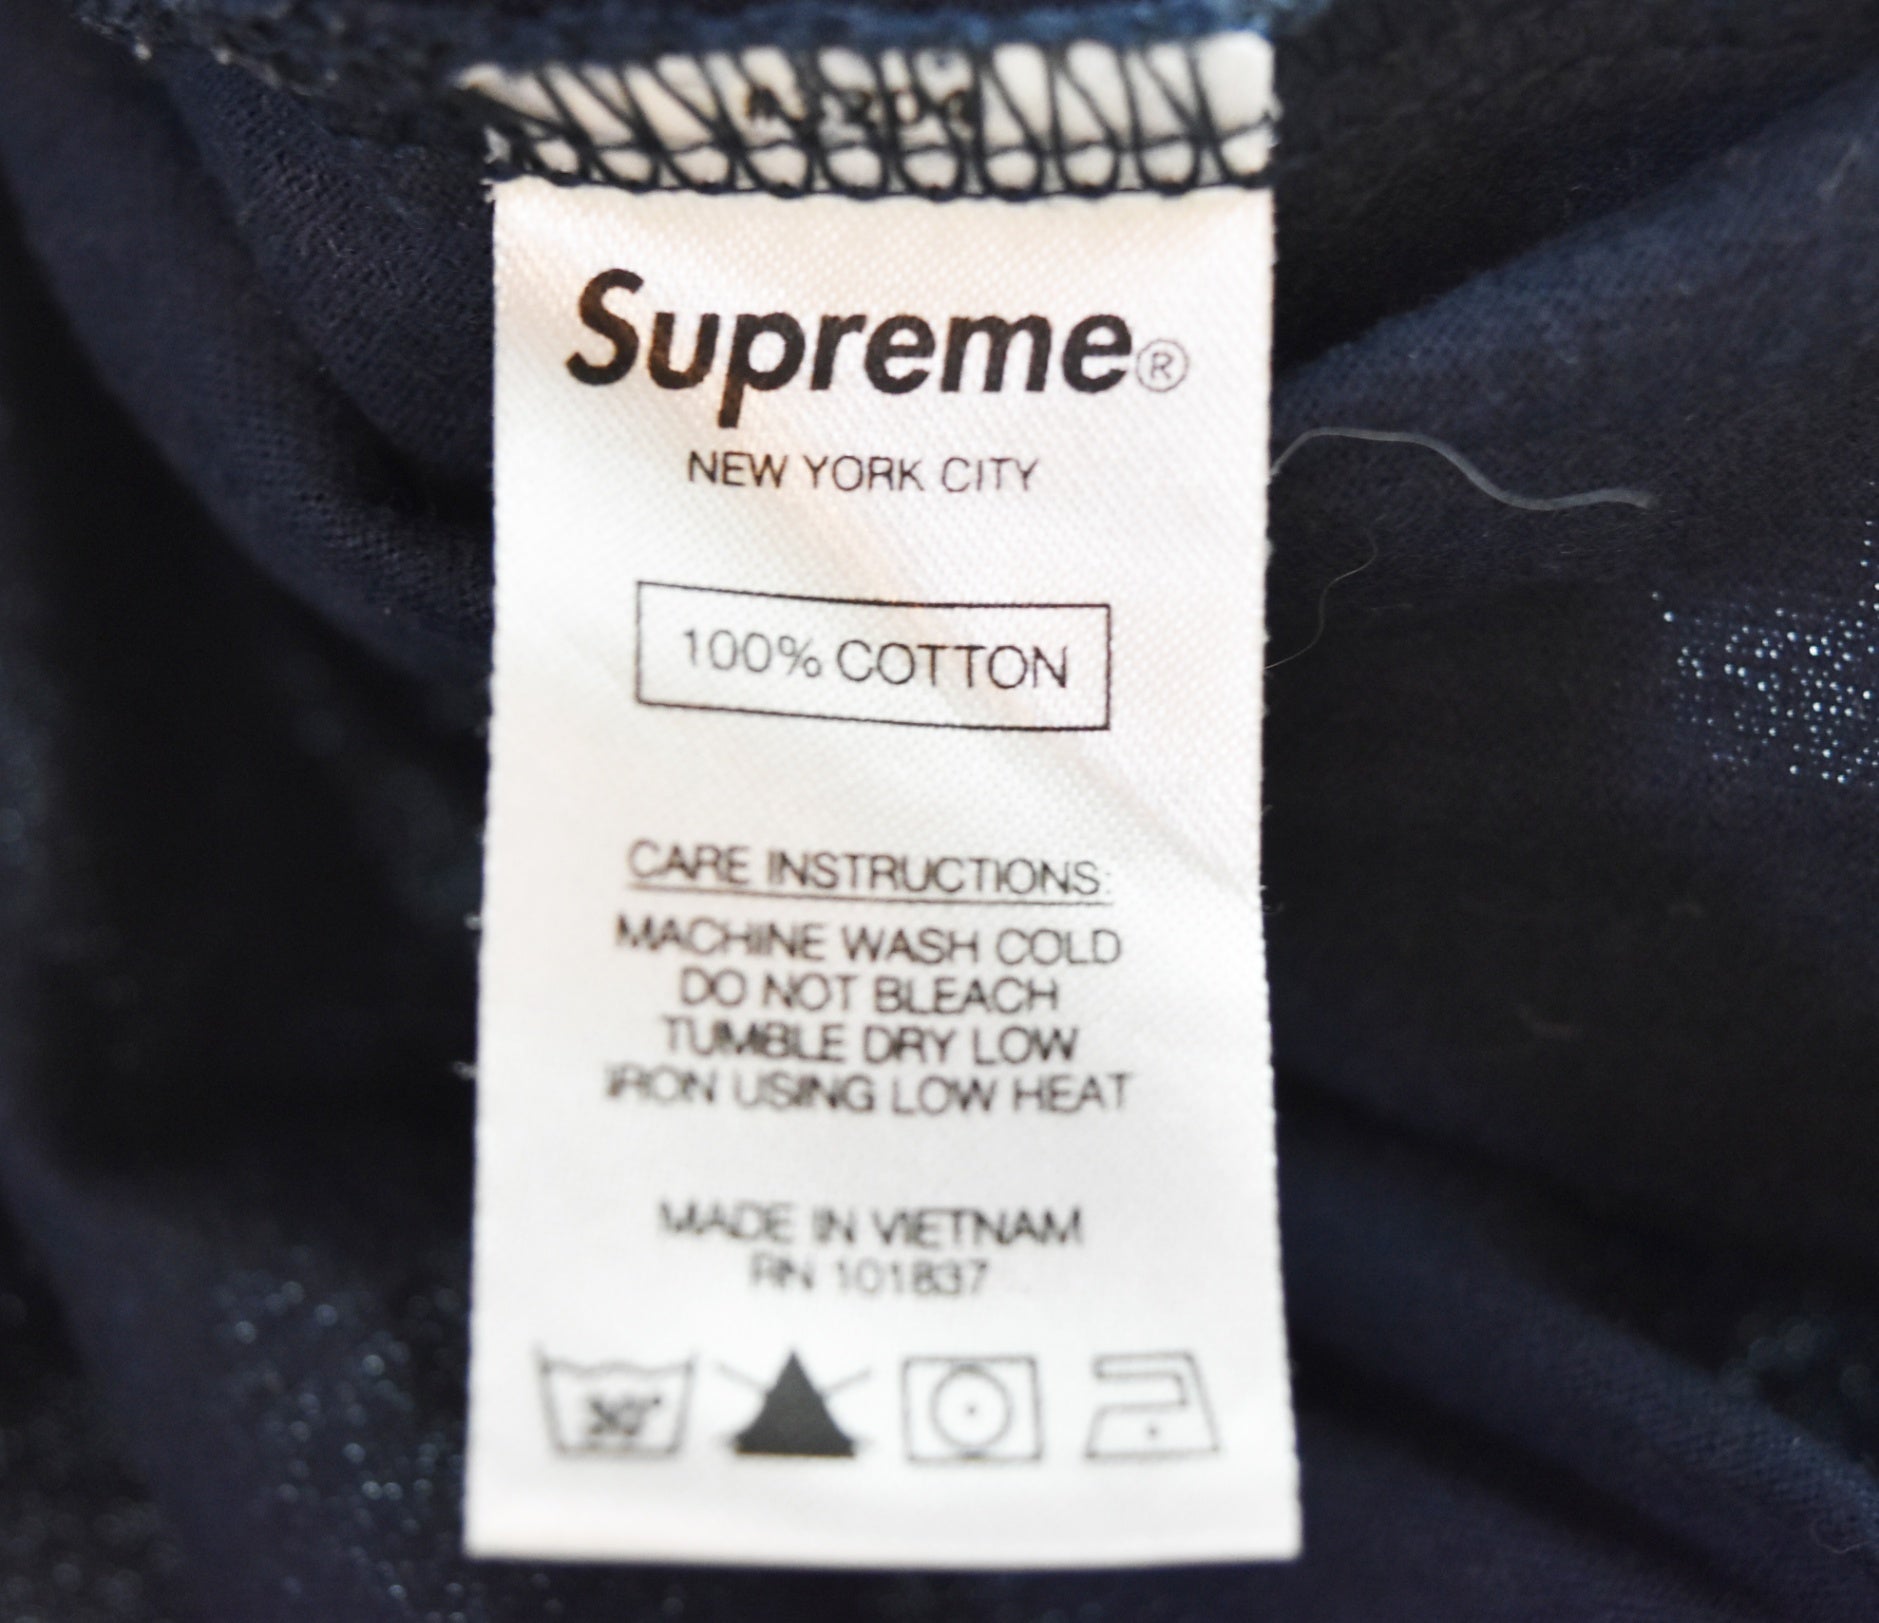 Supreme®
NEW YORK CITY
100% COTTON
CARE INSTRUCTIONS:
MACHINE WASH COLD
DO NOT BLEACH
TUMBLE DRY LOW
IRON USING LOW HEAT
MADE IN VIETNAM
RN 101837
30°